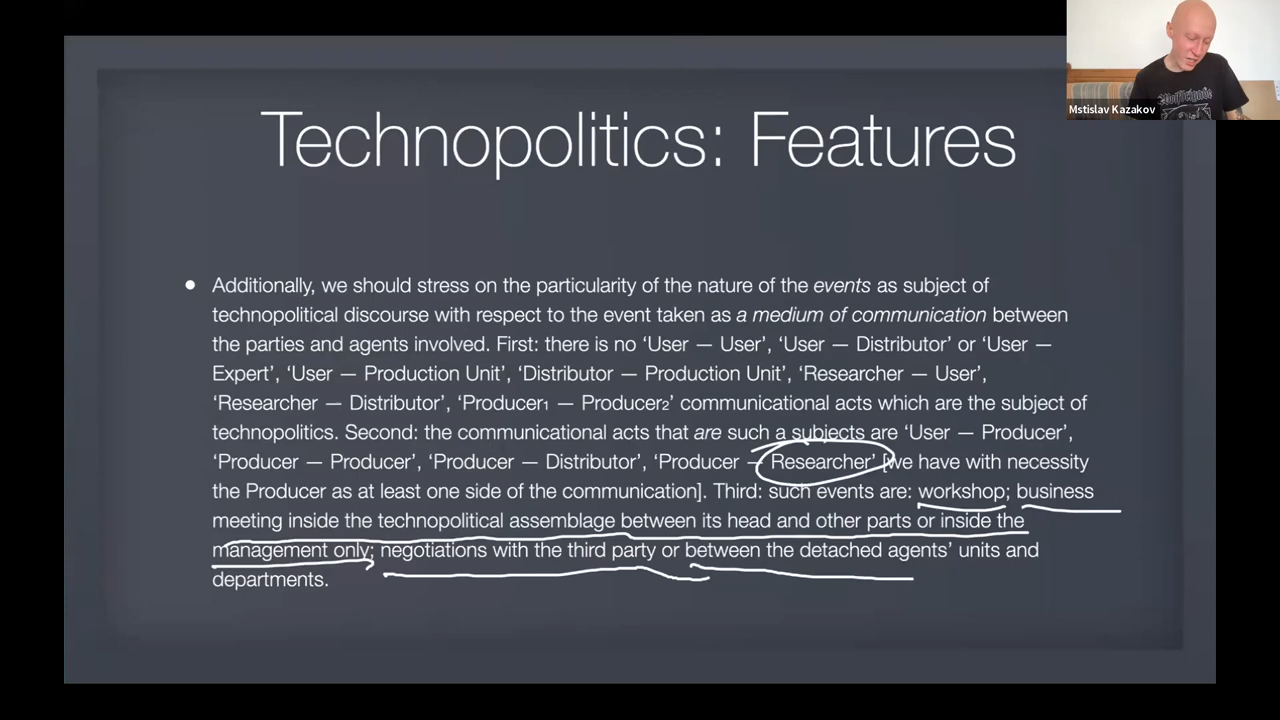 Mstislav Kazakov
Technopolitics: Features
• Additionally, we should stress on the particularity of the nature of the events as subject of
technopolitical discourse with respect to the event taken as a medium of communication between
the parties and agents involved. First: there is no ‘User — User’, ‘User — Distributor’ or ‘User —
Expert’, ‘User — Production Unit’, ‘Distributor — Production Unit’, ‘Researcher — User’,
‘Researcher — Distributor’, ‘Producer₁ — Producer₂’ communicational acts which are the subject of
technopolitics. Second: the communicational acts that are such a subjects are ‘User — Producer’,
‘Producer — Producer’, ‘Producer — Distributor’, ‘Producer — Researcher’ [we have with necessity
the Producer as at least one side of the communication]. Third: such events are: workshop; business
meeting inside the technopolitical assemblage between its head and other parts or inside the
management only; negotiations with the third party or between the detached agents’ units and
departments.